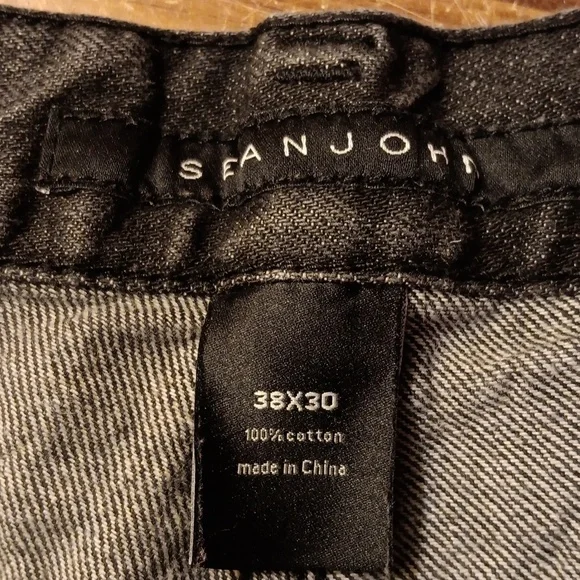 SEANJOHN
38X30
100% cotton
made in China